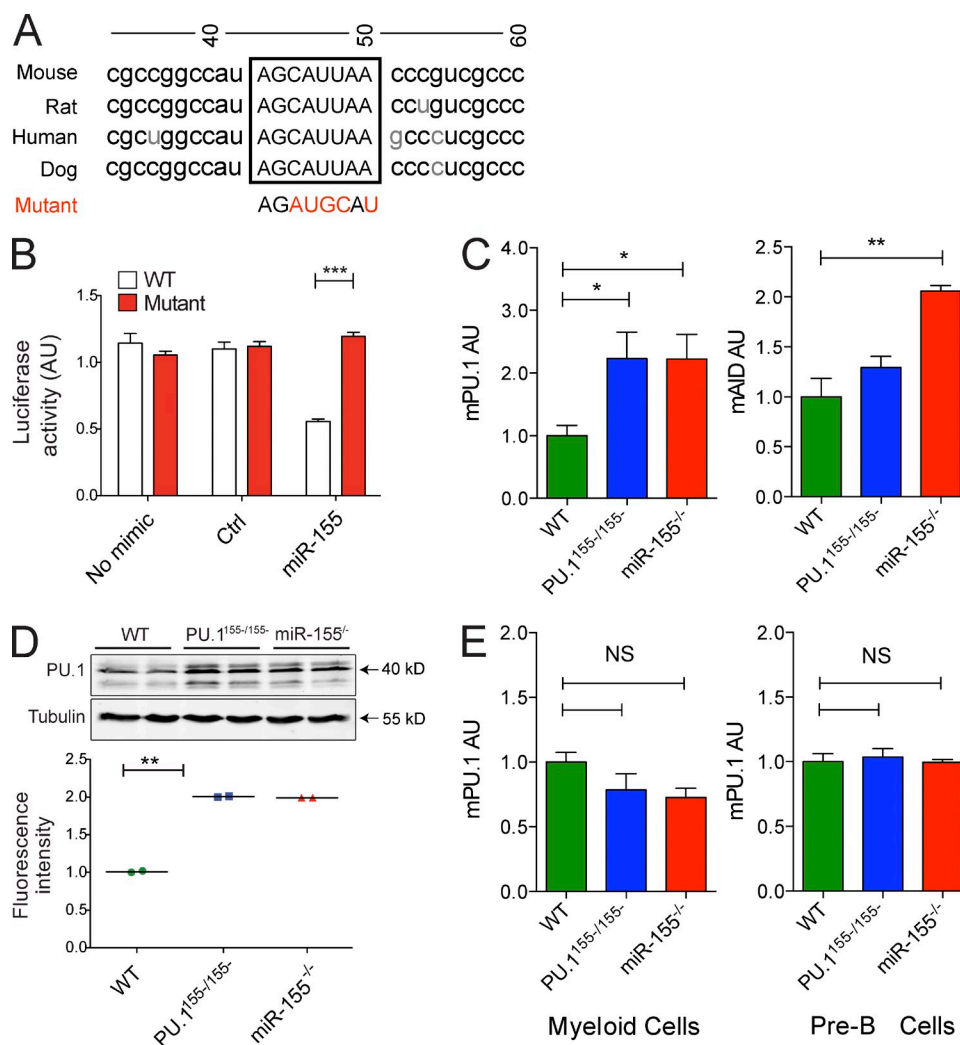 A
40 50 60
Mouse cgccggccau AGCAUUAA cccgucgccc
Rat cgccggccau AGCAUUAA ccugucgccc
Human cgcuggccau AGCAUUAA gcccucgccc
Dog cgccggccau AGCAUUAA ccccucgccc
Mutant AGAUGCAU
B
WT
Mutant
***
Luciferase
activity (AU)
1.5
1.0
0.5
0.0
No mimic Ctrl miR-155
C
mPU.1 AU
4.0
3.0
2.0
1.0
0.0
*
*
WT PU.1155-/155- miR-155-/-
mAID AU
2.5
2.0
1.5
1.0
0.5
0.0
**
WT PU.1155-/155- miR-155-/-
D
WT PU.1155-/155- miR-155-/-
PU.1 40 kD
Tubulin 55 kD
Fluorescence
intensity
2.5
2.0
1.5
1.0
0.5
0.0
**
WT PU.1155-/155- miR-155-/-
E
mPU.1 AU
2.0
1.5
1.0
0.5
0.0
NS
WT PU.1155-/155- miR-155-/-
Myeloid Cells
mPU.1 AU
2.0
1.5
1.0
0.5
0.0
NS
WT PU.1155-/155- miR-155-/-
Pre-B Cells